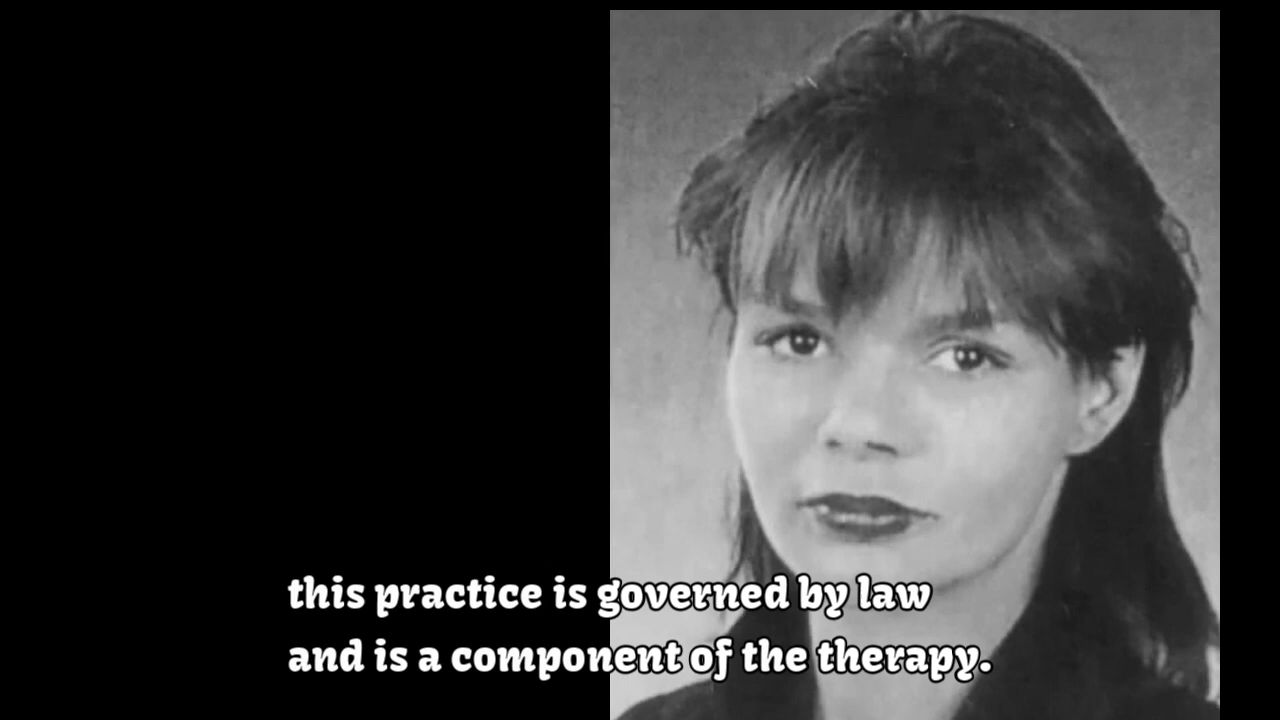 this practice is governed by law
and is a component of the therapy.